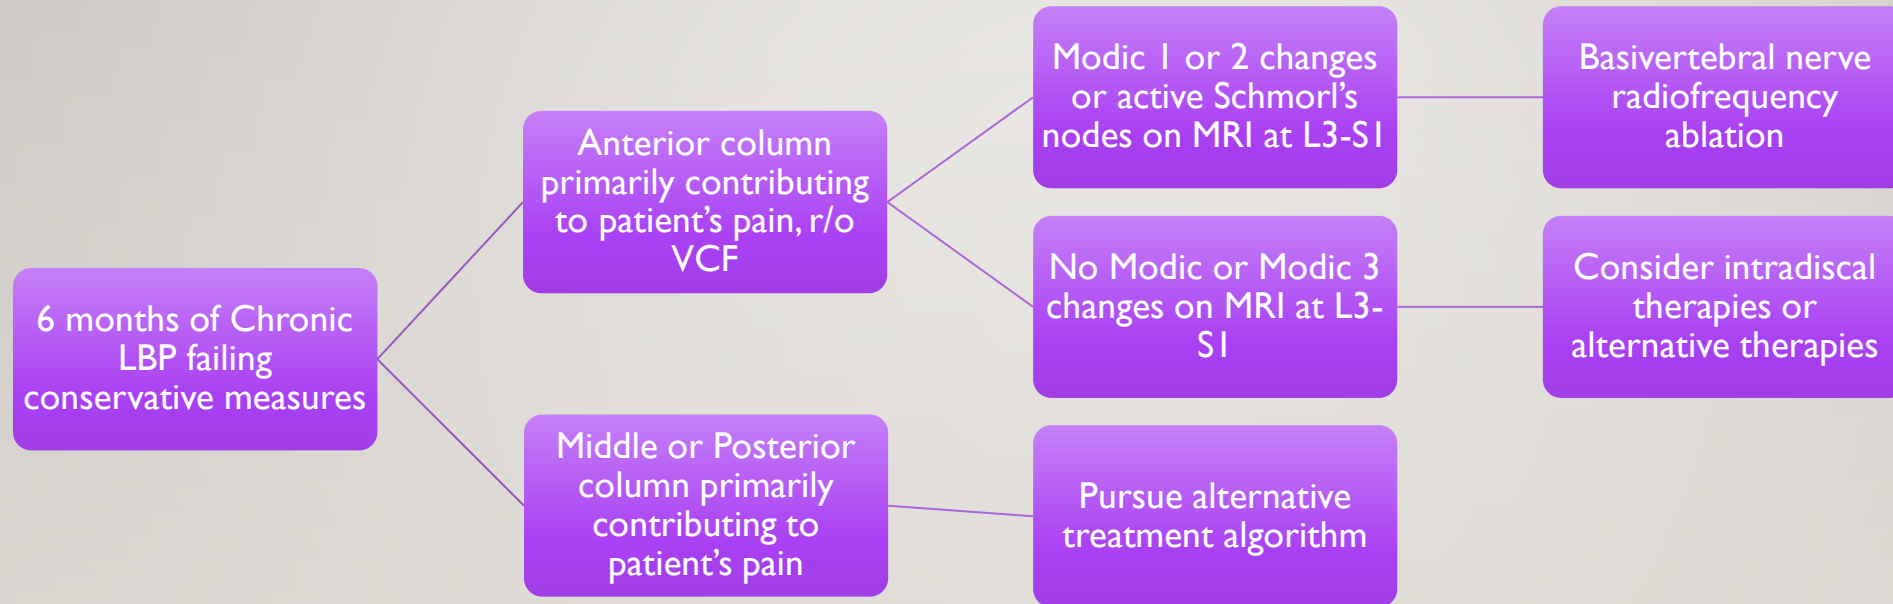 6 months of Chronic
LBP failing
conservative measures
Anterior column
primarily contributing
to patient's pain, r/o
VCF
Modic 1 or 2 changes
or active Schmorl's
nodes on MRI at L3-S1
Basivertebral nerve
radiofrequency
ablation
No Modic or Modic 3
changes on MRI at L3-
S1
Consider intradiscal
therapies or
alternative therapies
Middle or Posterior
column primarily
contributing to
patient's pain
Pursue alternative
treatment algorithm